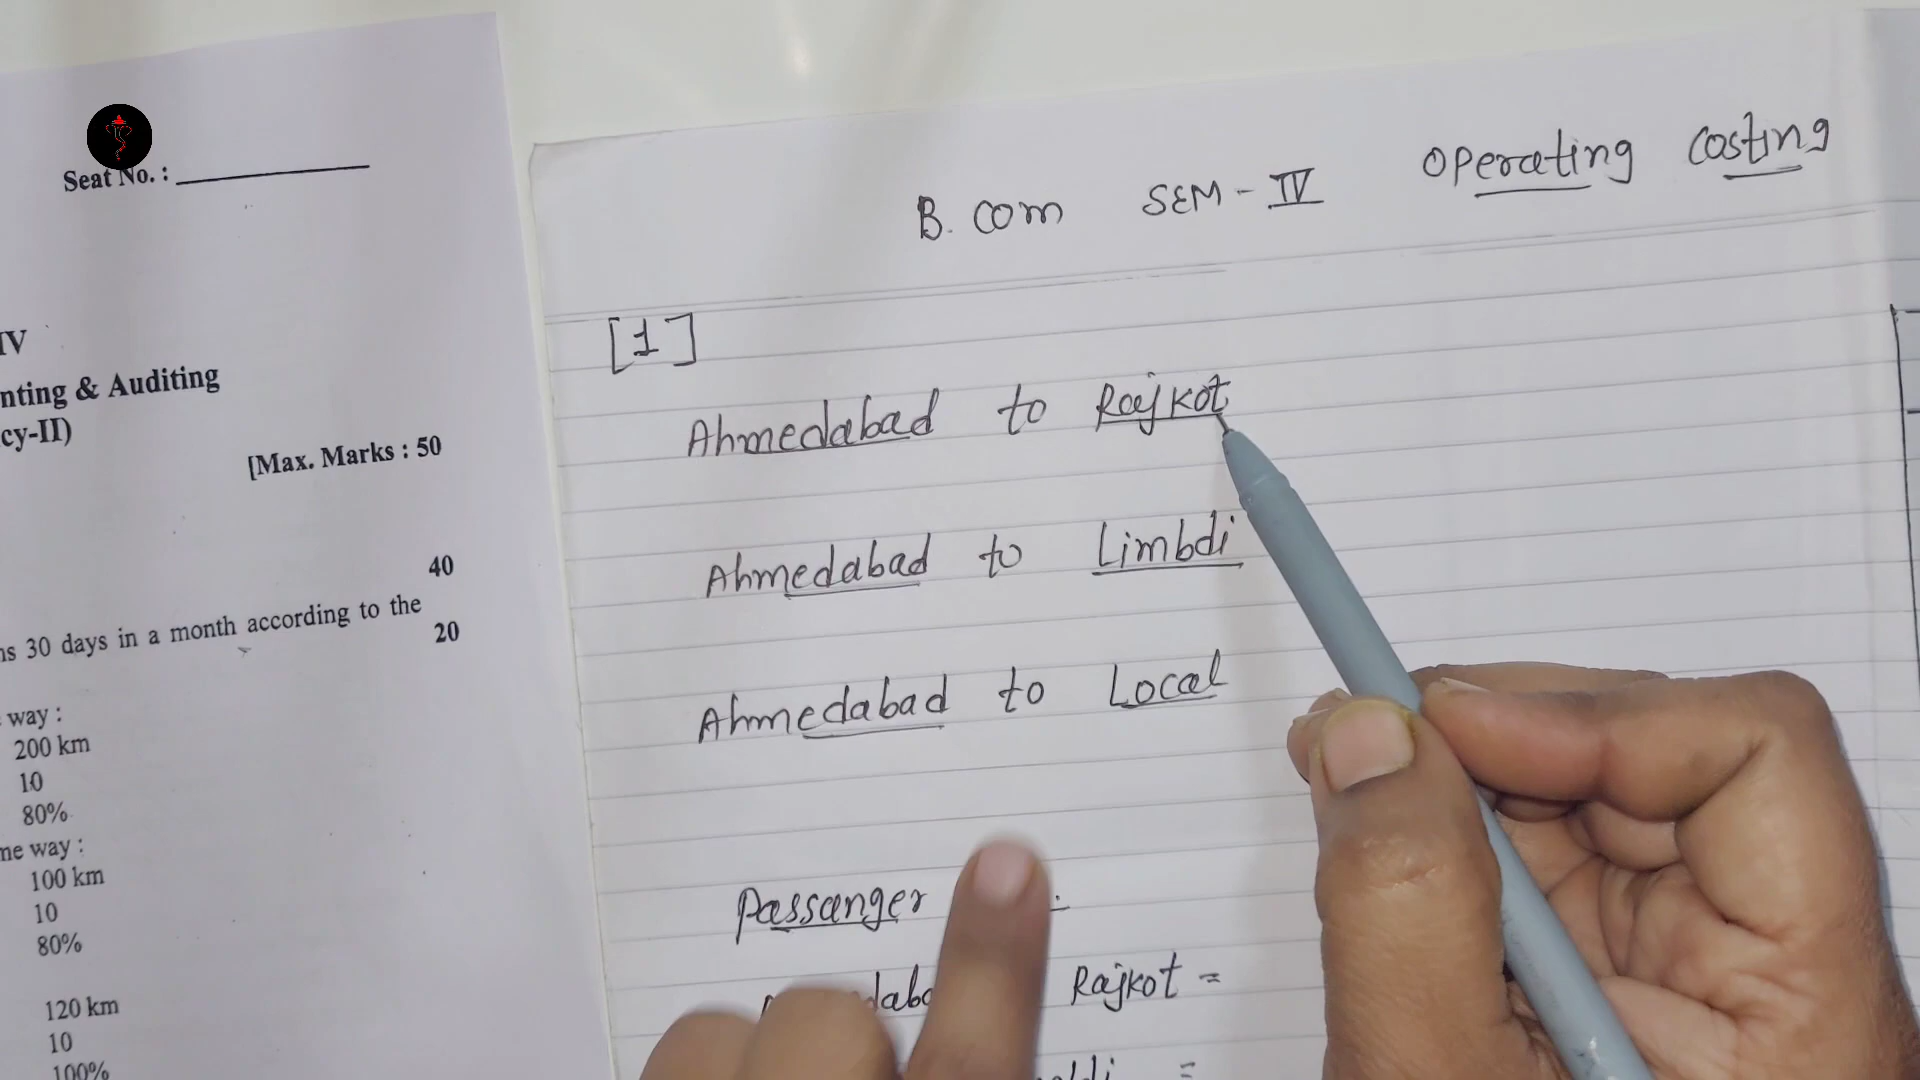 Seat No. :
IV
nting & Auditing
cy-II)
[Max. Marks : 50
40
ns 30 days in a month according to the
20
way :
200 km
10
80%
me way :
100 km
10
80%
120 km
10
100%
B. com SEM - IV Operating costing
[1]
Ahmedabad to Rajkot
Ahmedabad to Limbdi
Ahmedabad to Local
Passanger
Rajkot =
=